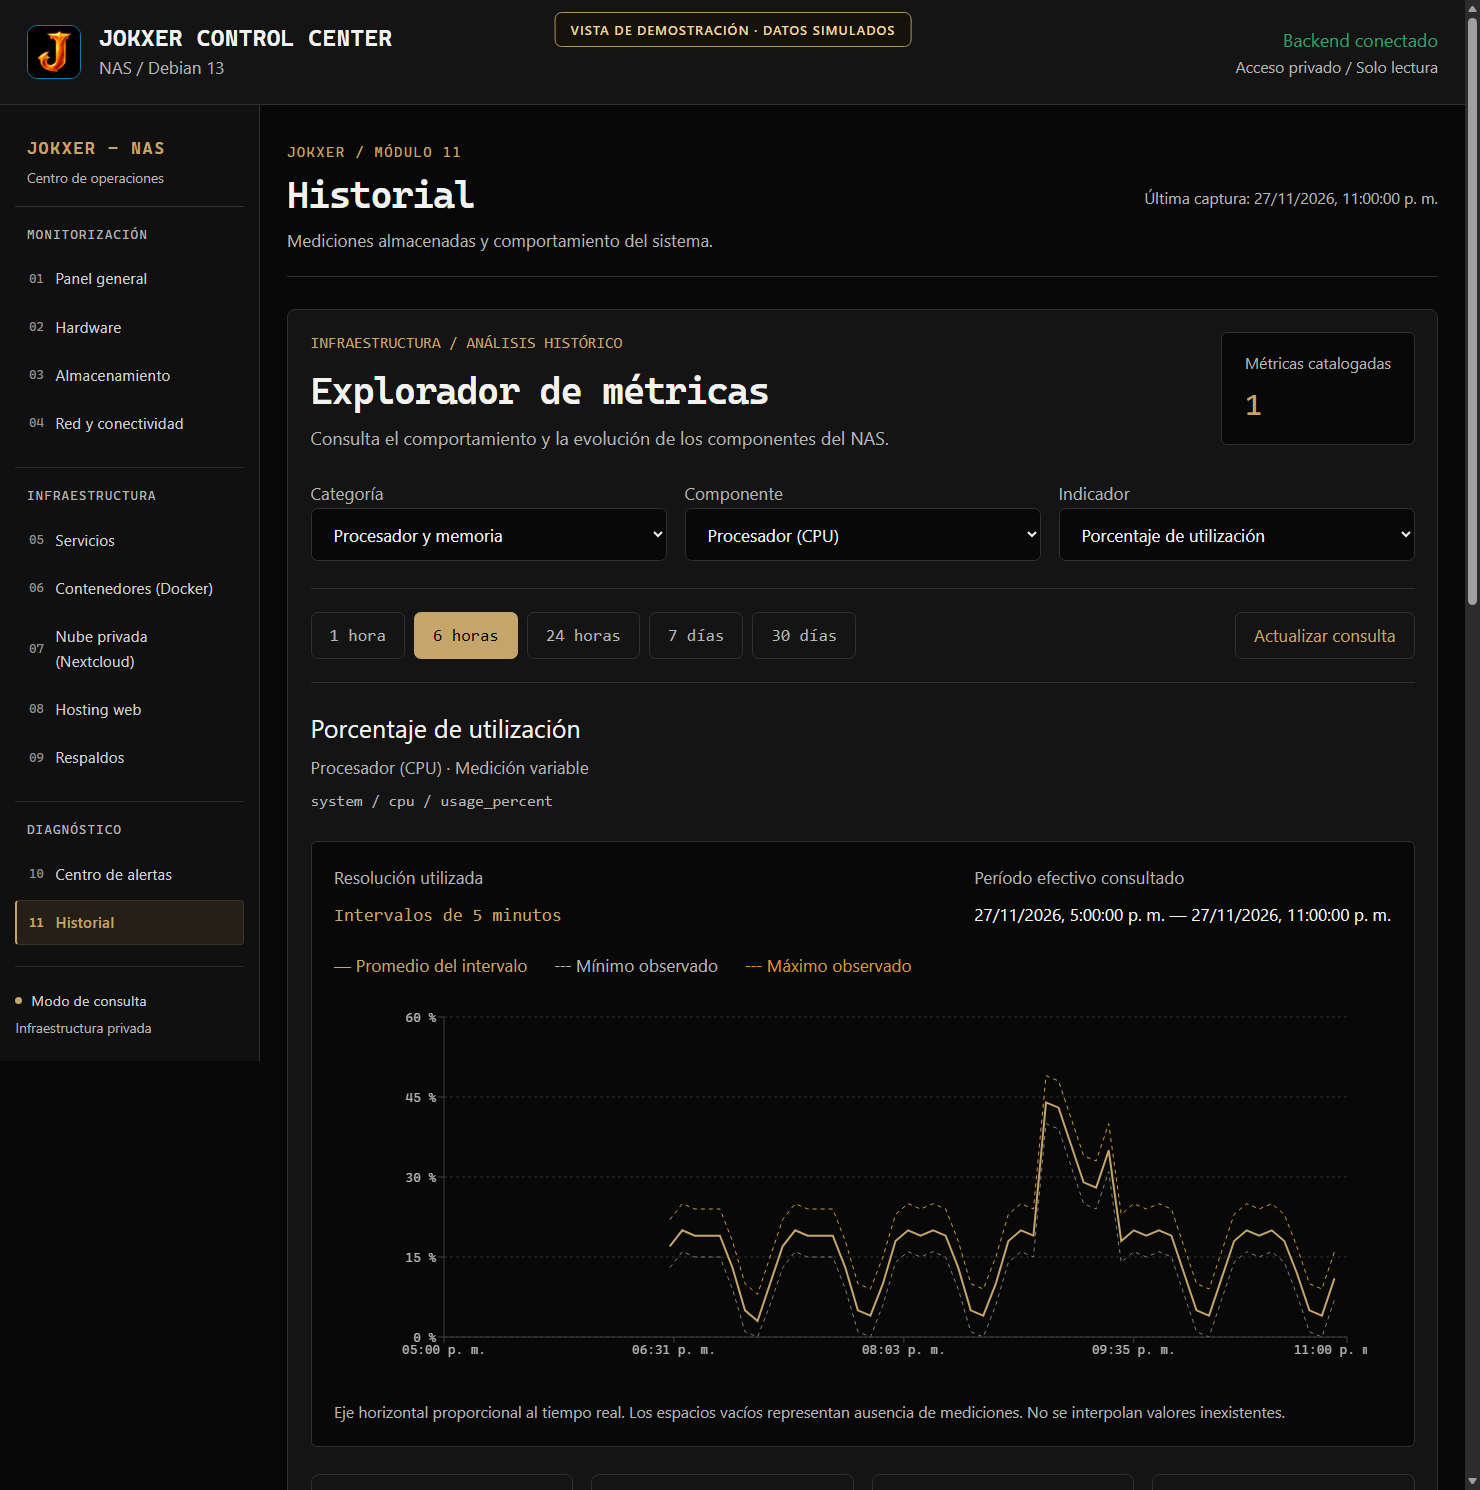 JOKXER CONTROL CENTER
NAS / Debian 13
VISTA DE DEMOSTRACIÓN · DATOS SIMULADOS
Backend conectado
Acceso privado / Solo lectura
JOKXER – NAS
Centro de operaciones
MONITORIZACIÓN
01 Panel general
02 Hardware
03 Almacenamiento
04 Red y conectividad
INFRAESTRUCTURA
05 Servicios
06 Contenedores (Docker)
07 Nube privada
(Nextcloud)
08 Hosting web
09 Respaldos
DIAGNÓSTICO
10 Centro de alertas
11 Historial
Modo de consulta
Infraestructura privada
JOKXER / MÓDULO 11
Historial
Mediciones almacenadas y comportamiento del sistema.
Última captura: 27/11/2026, 11:00:00 p. m.
INFRAESTRUCTURA / ANÁLISIS HISTÓRICO
Explorador de métricas
Consulta el comportamiento y la evolución de los componentes del NAS.
Métricas catalogadas
1
Categoría
Procesador y memoria
Componente
Procesador (CPU)
Indicador
Porcentaje de utilización
1 hora
6 horas
24 horas
7 días
30 días
Actualizar consulta
Porcentaje de utilización
Procesador (CPU) · Medición variable
system / cpu / usage_percent
Resolución utilizada
Intervalos de 5 minutos
Período efectivo consultado
27/11/2026, 5:00:00 p. m. — 27/11/2026, 11:00:00 p. m.
— Promedio del intervalo
--- Mínimo observado
--- Máximo observado
60 %
45 %
30 %
15 %
0 %
05:00 p. m.
06:31 p. m.
08:03 p. m.
09:35 p. m.
11:00 p.
Eje horizontal proporcional al tiempo real. Los espacios vacíos representan ausencia de mediciones. No se interpolan valores inexistentes.